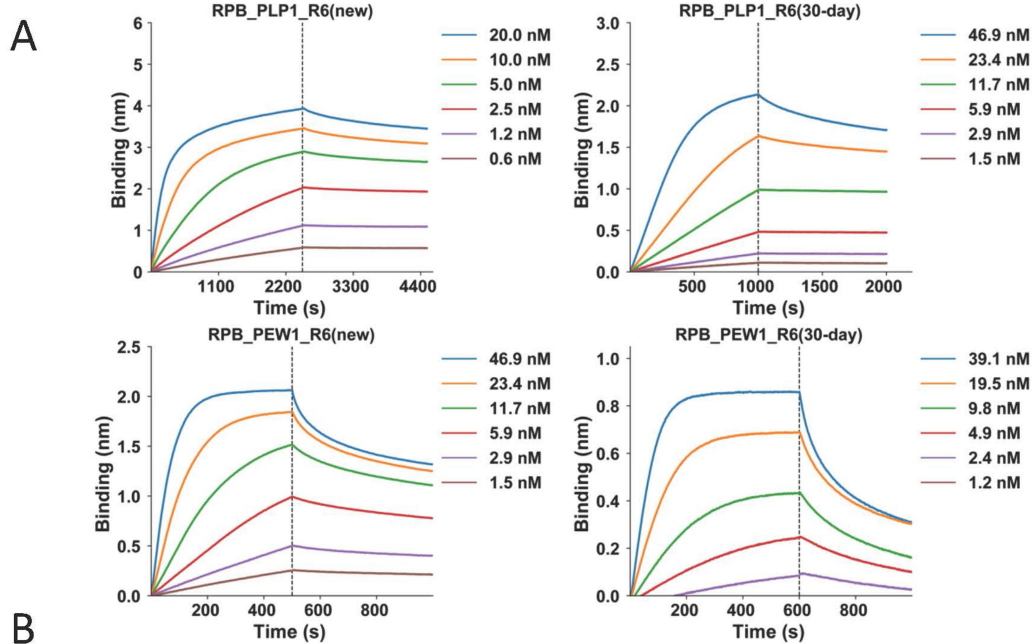 A
RPB_PLP1_R6(new)
6
5
4
3
2
1
0
Binding (nm)
1100 2200 3300 4400
Time (s)
20.0 nM
10.0 nM
5.0 nM
2.5 nM
1.2 nM
0.6 nM
RPB_PLP1_R6(30-day)
3.0
2.5
2.0
1.5
1.0
0.5
0.0
Binding (nm)
500 1000 1500 2000
Time (s)
46.9 nM
23.4 nM
11.7 nM
5.9 nM
2.9 nM
1.5 nM
RPB_PEW1_R6(new)
2.5
2.0
1.5
1.0
0.5
0.0
Binding (nm)
200 400 600 800
Time (s)
46.9 nM
23.4 nM
11.7 nM
5.9 nM
2.9 nM
1.5 nM
RPB_PEW1_R6(30-day)
1.0
0.8
0.6
0.4
0.2
0.0
Binding (nm)
200 400 600 800
Time (s)
39.1 nM
19.5 nM
9.8 nM
4.9 nM
2.4 nM
1.2 nM
B